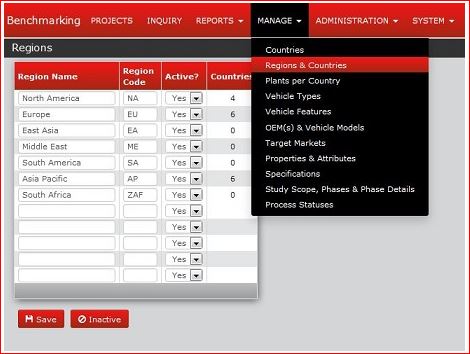 Benchmarking PROJECTS INQUIRY REPORTS MANAGE ADMINISTRATION SYSTEM
Regions
Countries
Regions & Countries
Plants per Country
Vehicle Types
Vehicle Features
OEM(s) & Vehicle Models
Target Markets
Properties & Attributes
Specifications
Study Scope, Phases & Phase Details
Process Statuses
Region Name Region Code Active? Countries
North America NA Yes 4
Europe EU Yes 6
East Asia EA Yes 0
Middle East ME Yes 0
South America SA Yes 0
Asia Pacific AP Yes 6
South Africa ZAF Yes 0
Yes
Yes
Yes
Yes
Yes
Save Inactive